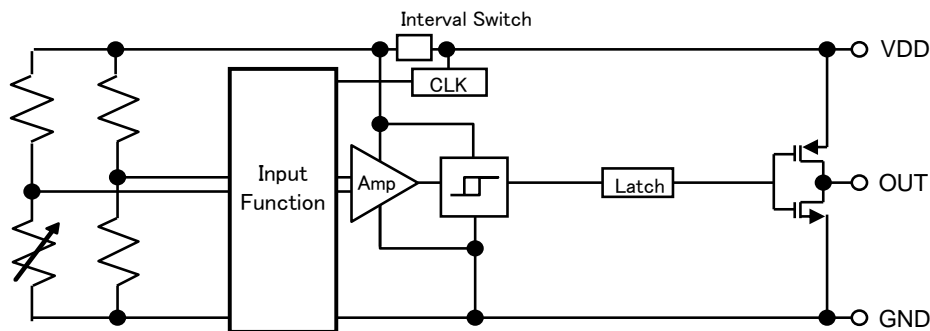 Interval Switch
VDD
CLK
Input
Function
Amp
Latch
OUT
GND